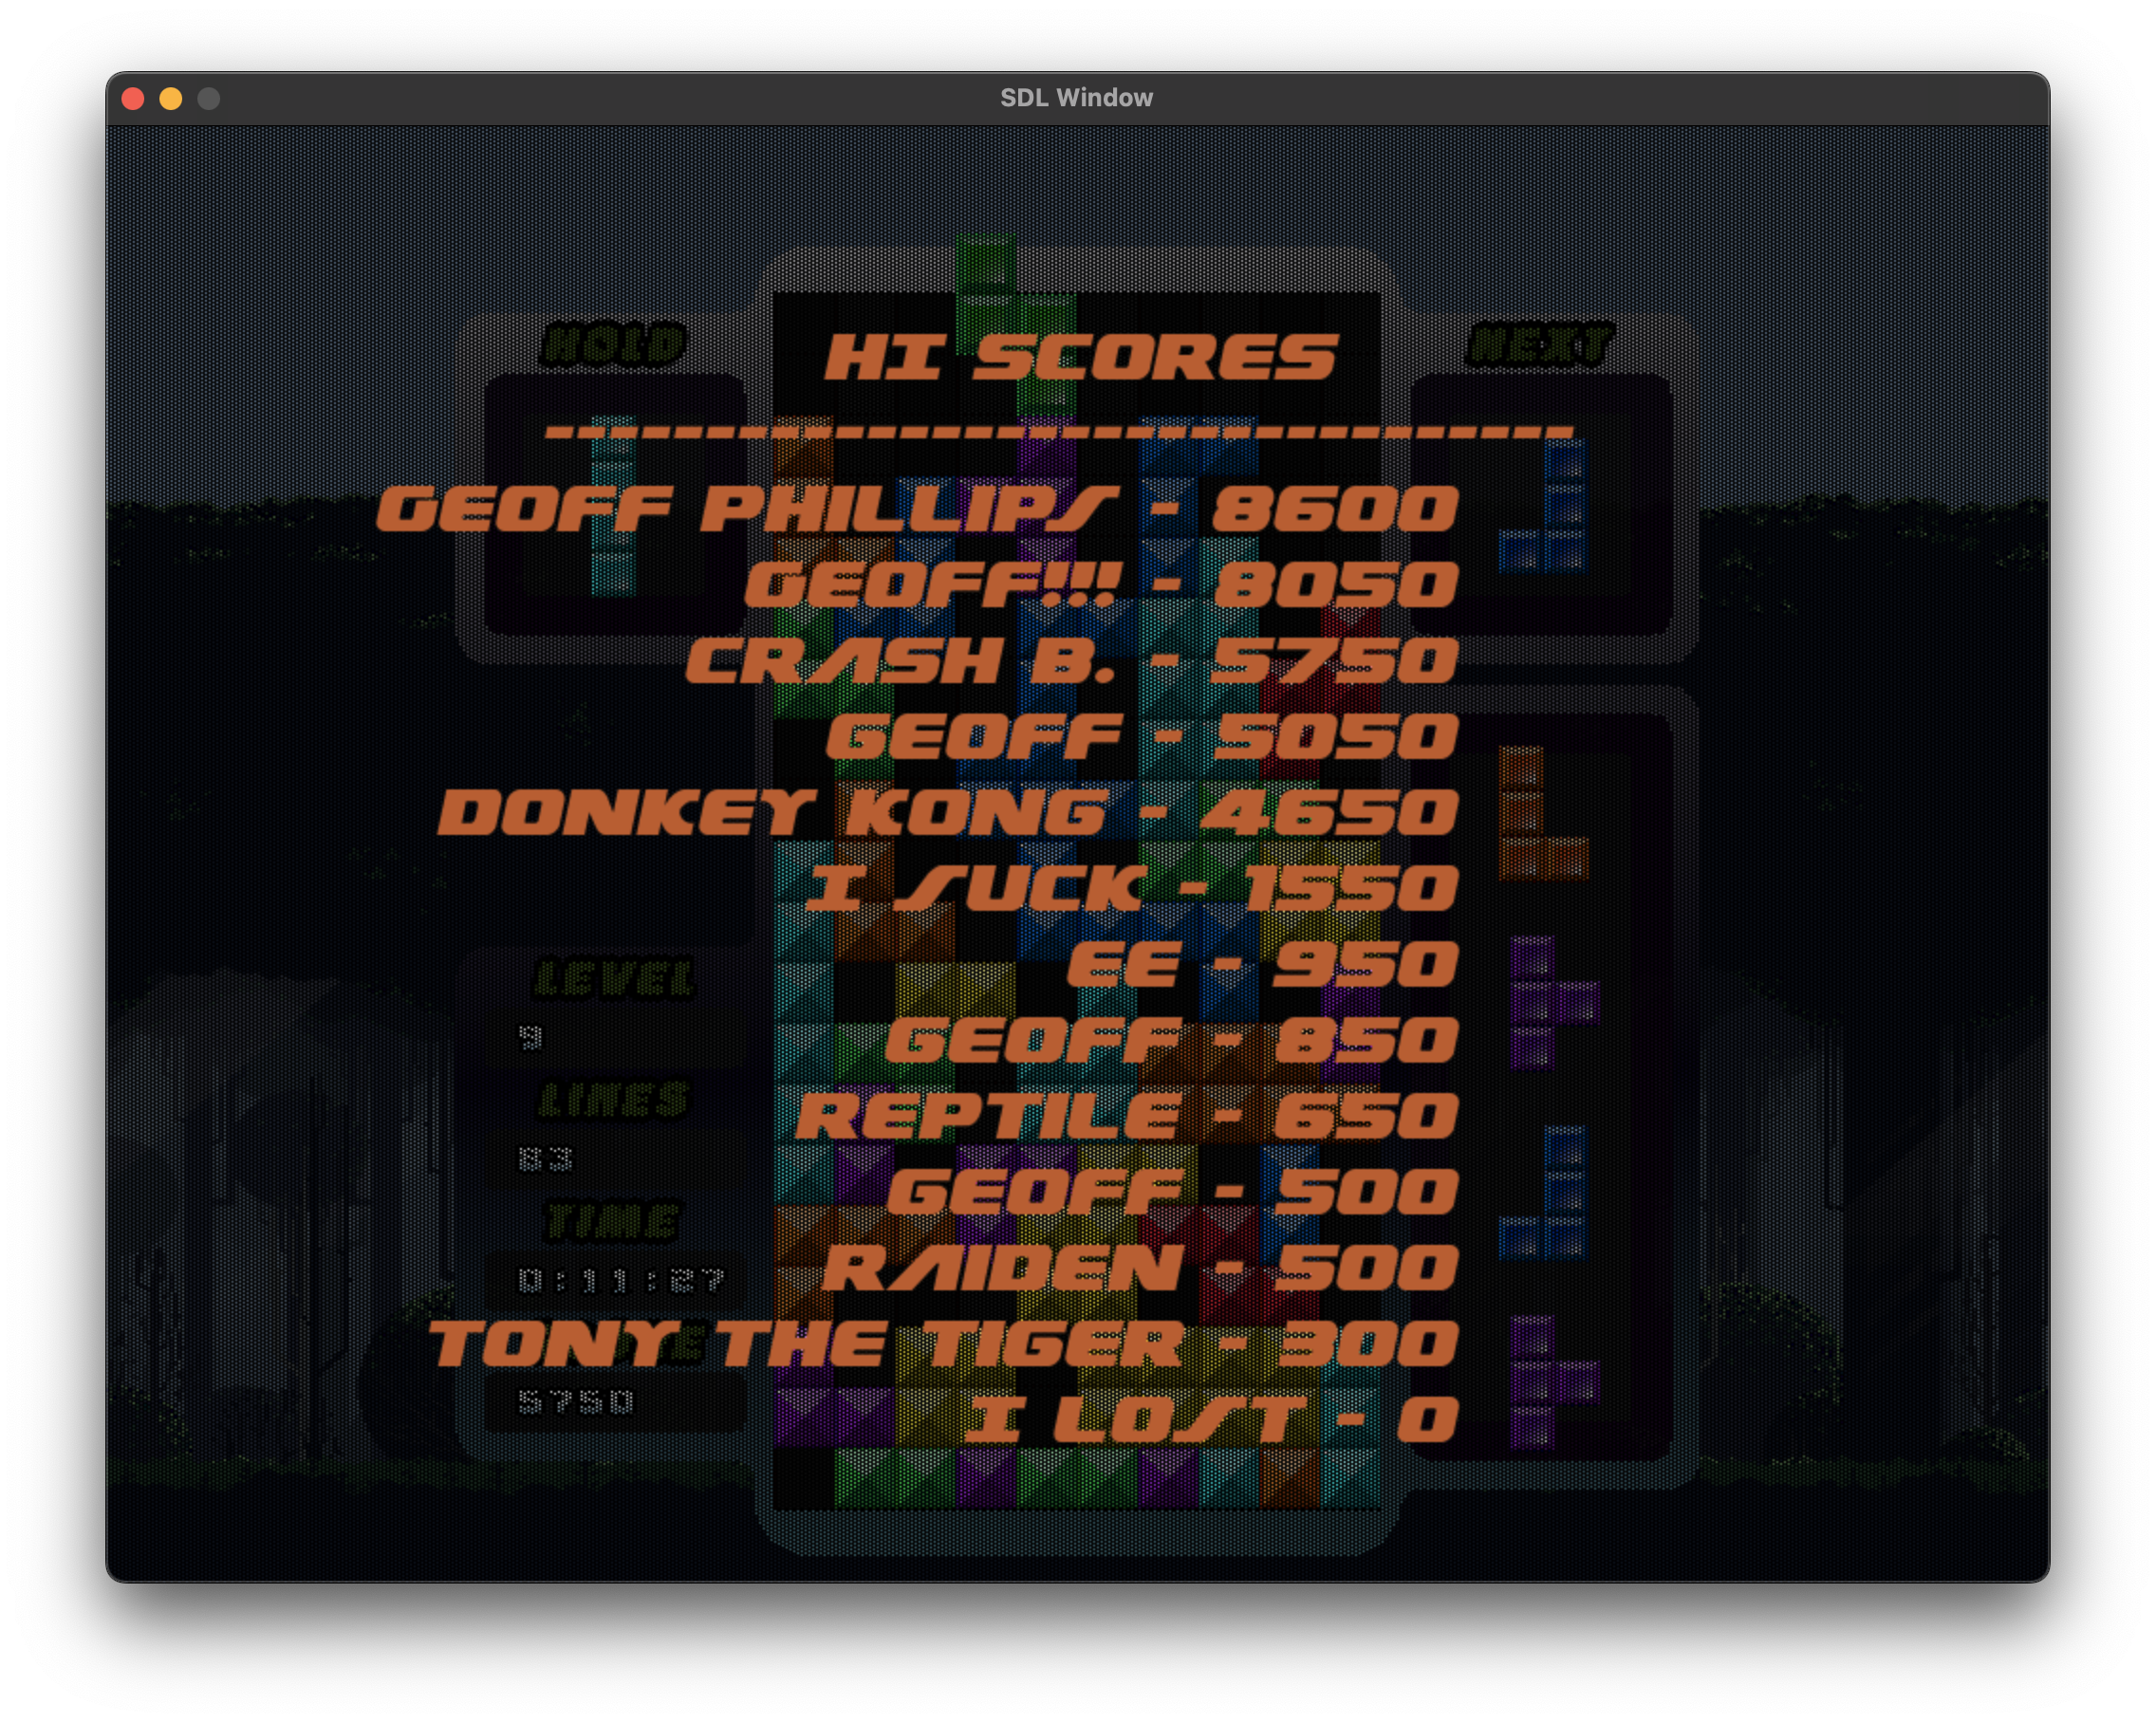 SDL Window
HOLD
NEXT
HI SCORES
--------------------------------
GEOFF PHILLIPS - 8600
GEOFF!!! - 8050
CRASH B. - 5750
GEOFF - 5050
DONKEY KONG - 4650
I SUCK - 1550
EE - 950
GEOFF - 850
REPTILE - 650
GEOFF - 500
RAIDEN - 500
TONY THE TIGER - 300
I LOST - 0
LEVEL
9
LINES
83
TIME
0:11:27
5750